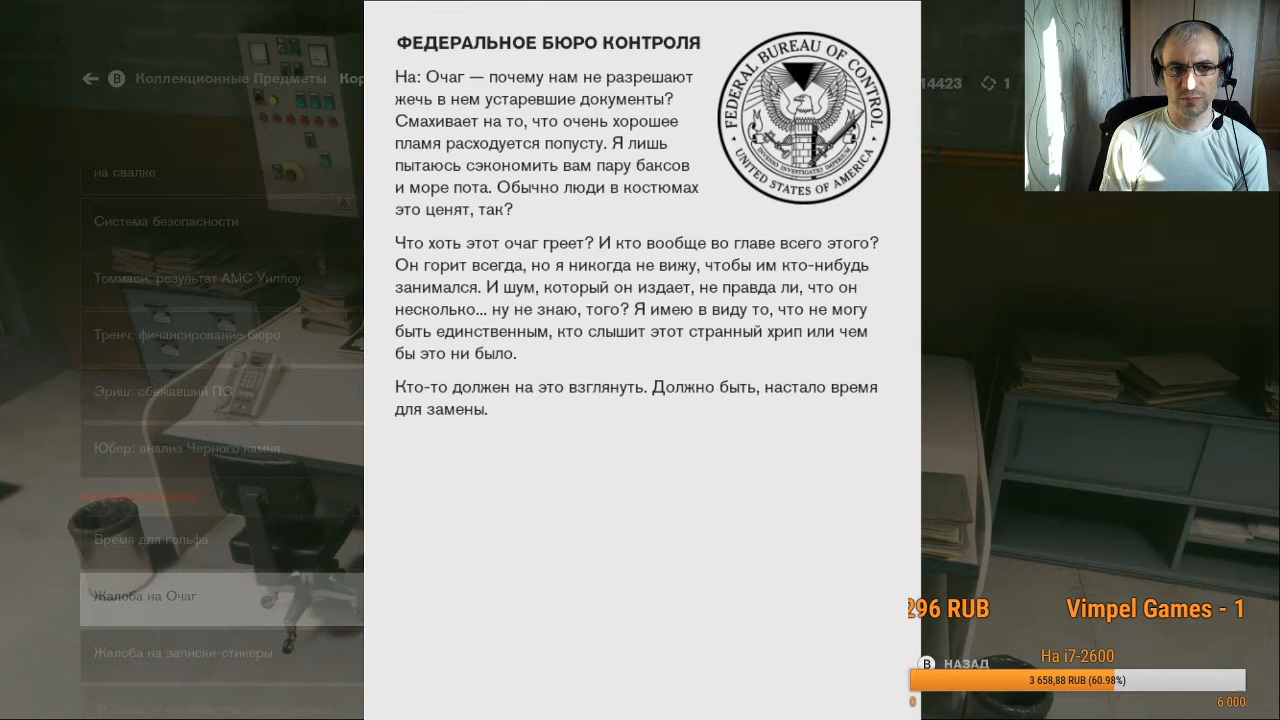 ФЕДЕРАЛЬНОЕ БЮРО КОНТРОЛЯ
На: Очаг — почему нам не разрешают
жечь в нем устаревшие документы?
Смахивает на то, что очень хорошее
пламя расходуется попусту. Я лишь
пытаюсь сэкономить вам пару баксов
и море пота. Обычно люди в костюмах
это ценят, так?
Что хоть этот очаг греет? И кто вообще во главе всего этого?
Он горит всегда, но я никогда не вижу, чтобы им кто-нибудь
занимался. И шум, который он издает, не правда ли, что он
несколько... ну не знаю, того? Я имею в виду то, что не могу
быть единственным, кто слышит этот странный хрип или чем
бы это ни было.
Кто-то должен на это взглянуть. Должно быть, настало время
для замены.
FEDERAL BUREAU OF CONTROL
UNITED STATES OF AMERICA
B Коллекционные Предметы Кор
14423 1
на свалке
Система безопасности
Томмаси: результат АМС Уиллоу
Тренч: финансирование бюро
Эриш: сбежавший ПС
Юбер: анализ Черного камня
Время для гольфа
Жалоба на Очаг
Жалоба на записки-стикеры
296 RUB Vimpel Games - 1
На i7-2600
B НАЗАД
3 658,88 RUB (60.98%)
0 6 000